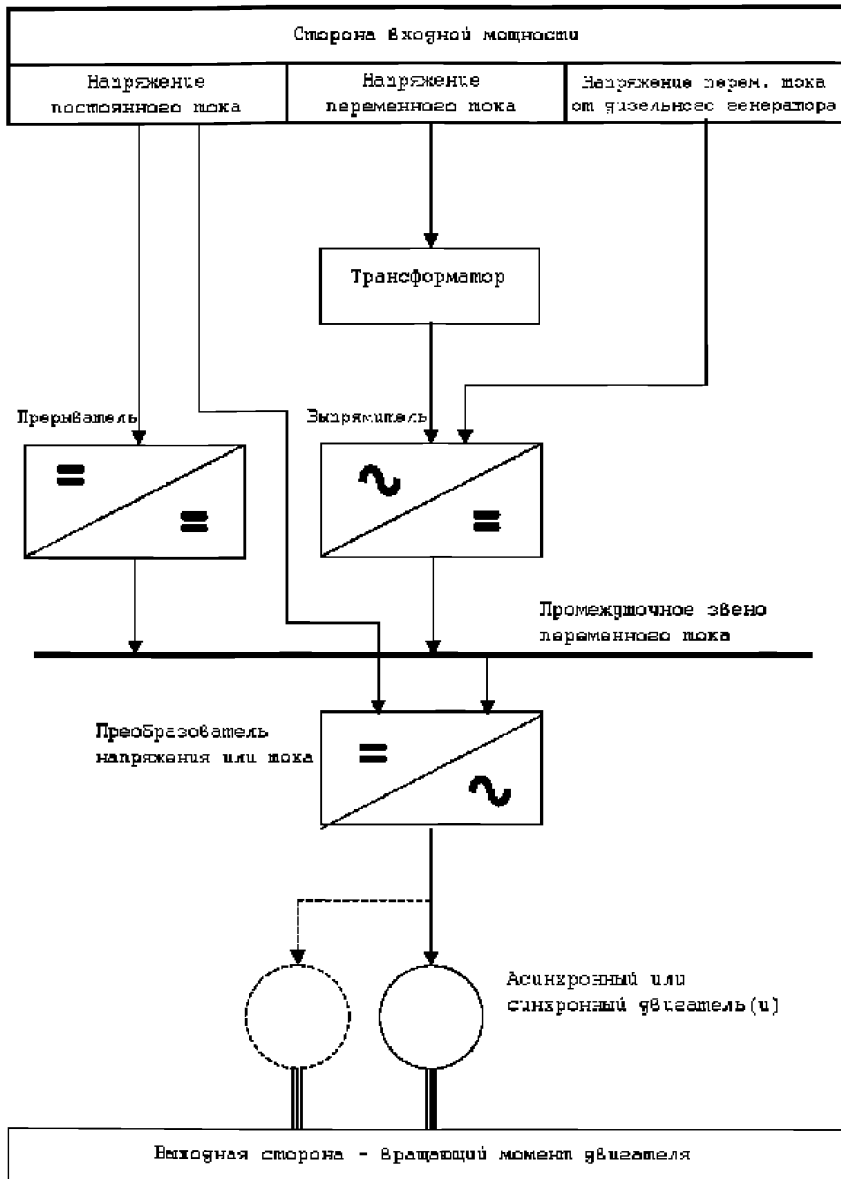 Сторона входной мощности
Напряжение
постоянного тока
Напряжение
переменного тока
Напряжение перем. тока
от дизельного генератора
Трансформатор
Прерыватель
Выпрямитель
=
=
~
=
Промежуточное звено
переменного тока
Преобразователь
напряжения или тока
=
~
Асинхронный или
синхронный двигатель(и)
Выходная сторона - вращающий момент двигателя